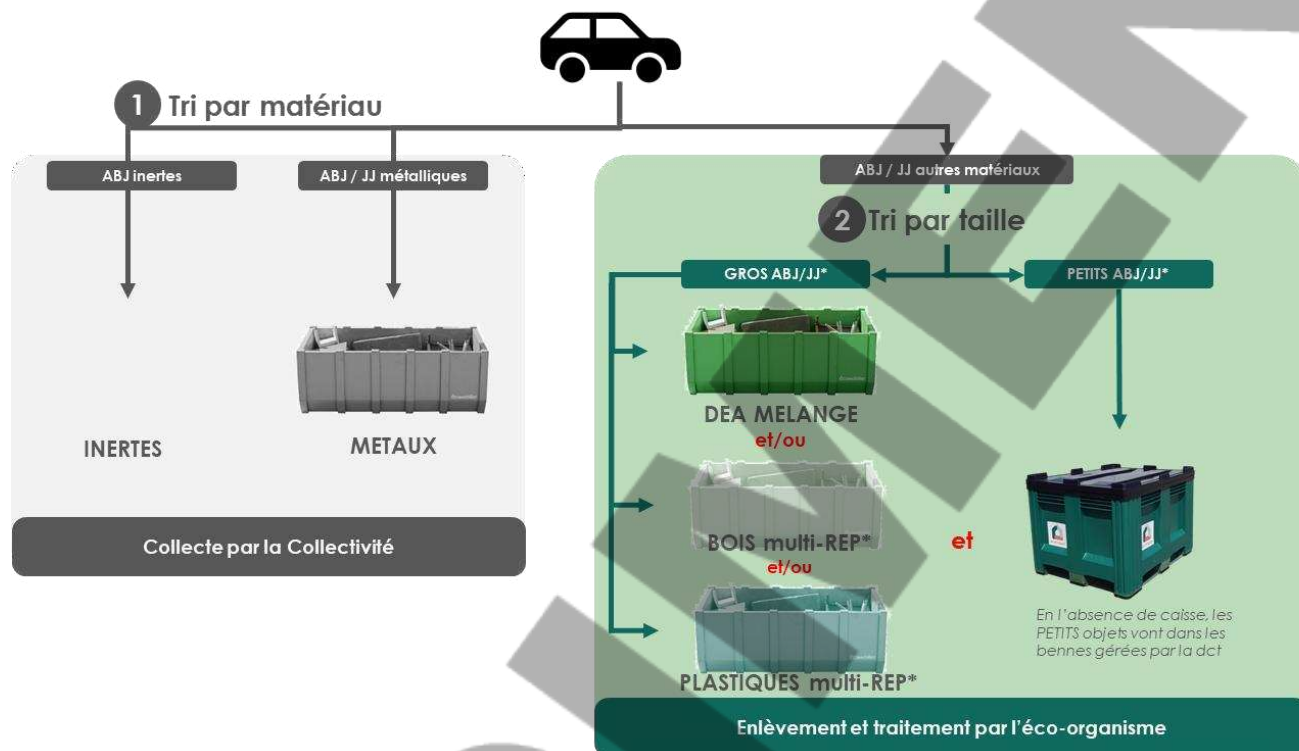 1 Tri par matériau
ABJ inertes
ABJ / JJ métalliques
ABJ / JJ autres matériaux
2 Tri par taille
GROS ABJ/JJ*
PETITS ABJ/JJ*
INERTES
METAUX
DEA MELANGE
et/ou
BOIS multi-REP*
et/ou
PLASTIQUES multi-REP*
et
En l'absence de caisse, les
PETITS objets vont dans les
bennes gérées par la dct
Collecte par la Collectivité
Enlèvement et traitement par l'éco-organisme